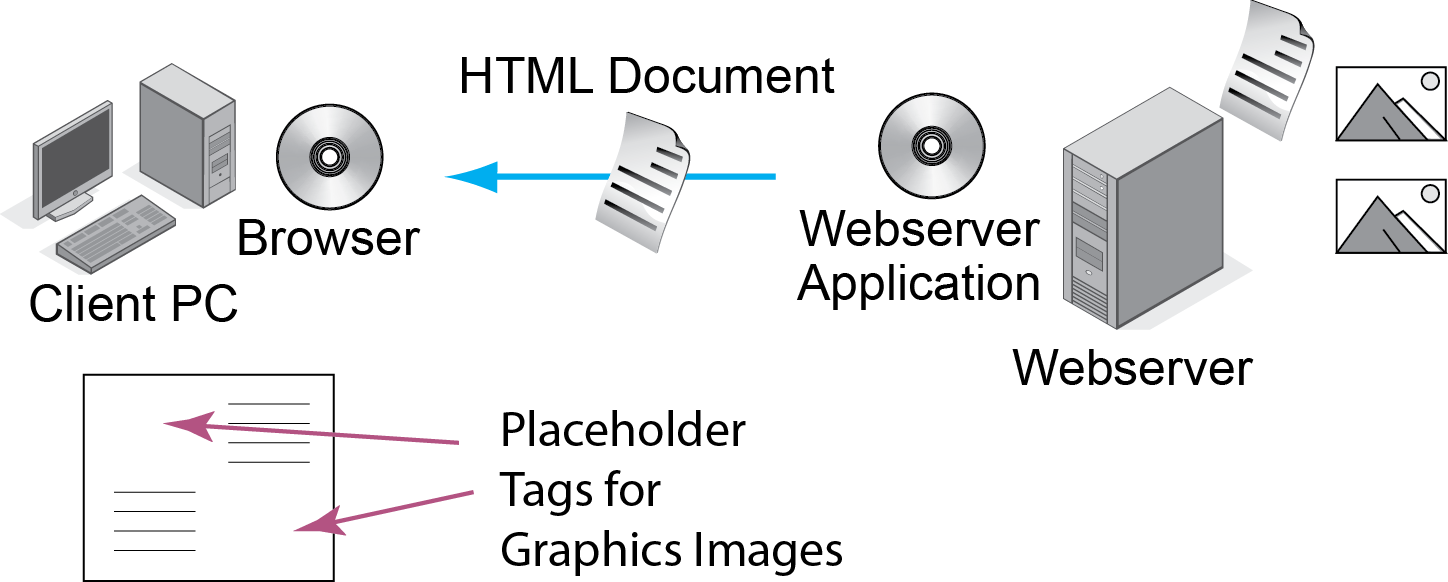 HTML Document
Browser
Client PC
Webserver
Application
Webserver
Placeholder
Tags for
Graphics Images